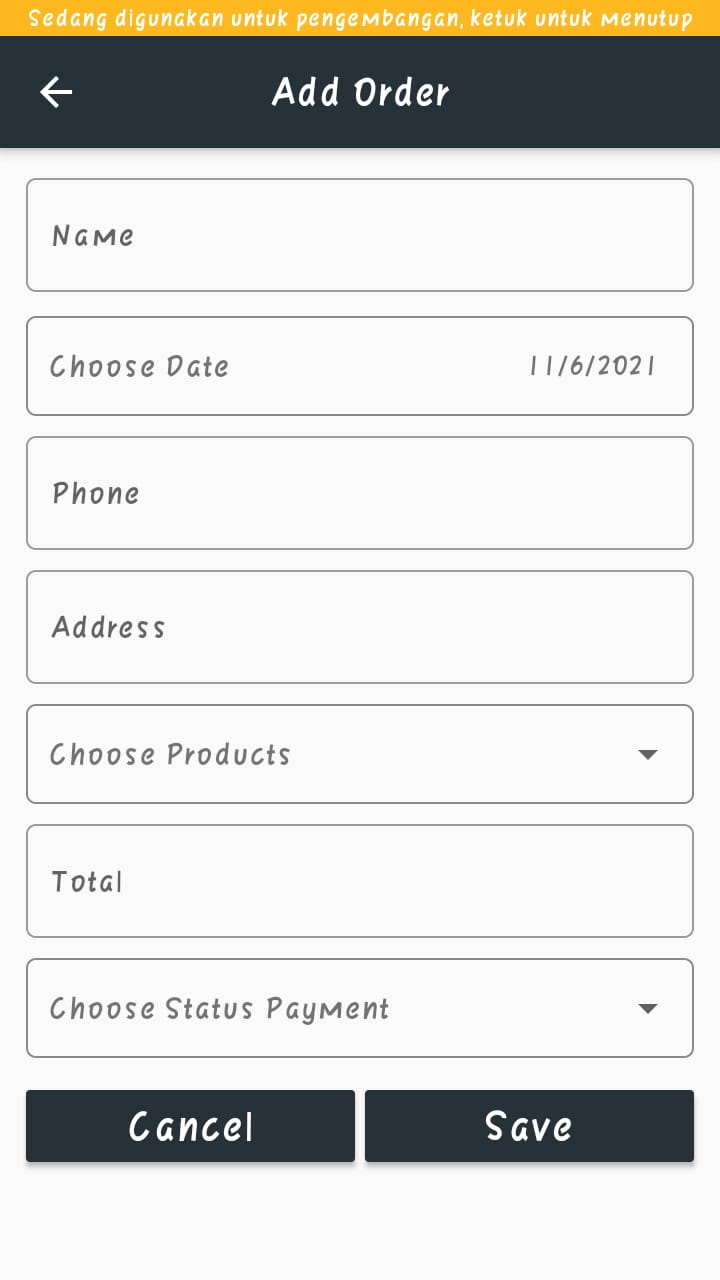 Sedang digunakan untuk pengembangan, ketuk untuk menutup
Add Order
Name
Choose Date 11/6/2021
Phone
Address
Choose Products
Total
Choose Status Payment
Cancel Save